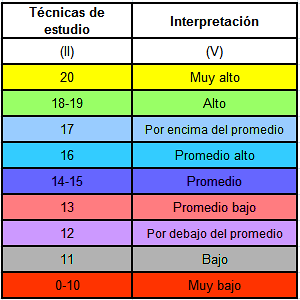 Técnicas de estudio Interpretación
(II) (V)
20 Muy alto
18-19 Alto
17 Por encima del promedio
16 Promedio alto
14-15 Promedio
13 Promedio bajo
12 Por debajo del promedio
11 Bajo
0-10 Muy bajo